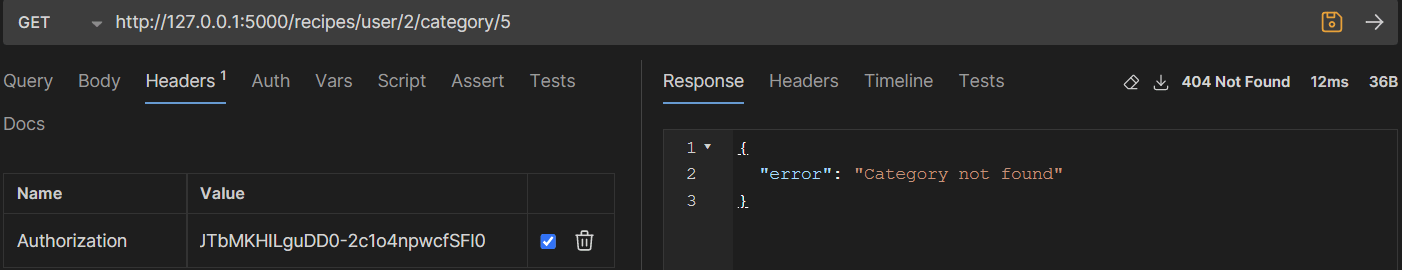 GET http://127.0.0.1:5000/recipes/user/2/category/5
Query Body Headers 1 Auth Vars Script Assert Tests
Docs
Name Value
Authorization JTbMKHILguDD0-2c1o4npwcfSFl0
Response Headers Timeline Tests 404 Not Found 12ms 36B
1 {
2 "error": "Category not found"
3 }